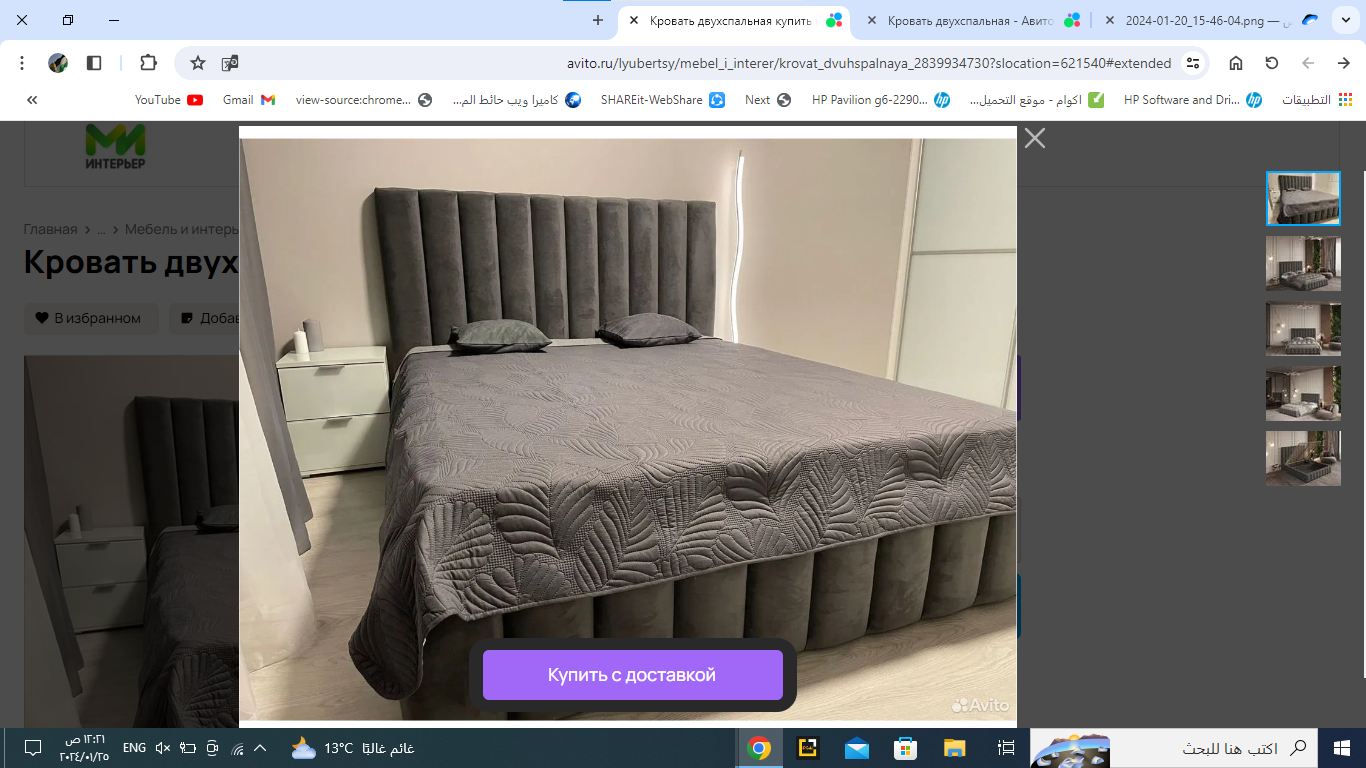 Кровать двухспальная купить
Кровать двухспальная - Авито
2024-01-20_15-46-04.png —
avito.ru/lyubertsy/mebel_i_interer/krovat_dvuhspalnaya_2839934730?slocation=621540#extended
YouTube
Gmail
view-source:chrome...
كاميرا ويب حائط الم...
SHAREit-WebShare
Next
HP Pavilion g6-2290...
اكوام - موقع التحميل...
HP Software and Dri...
التطبيقات
ИНТЕРЬЕР
Главная > ... > Мебель и интерь
Кровать двух
В избранном
Добав
Купить с доставкой
Avito
١٢:٢١ ص
٢٠٢٤/٠١/٢٥
ENG
13°C غائم غالبًا
اكتب هنا للبحث